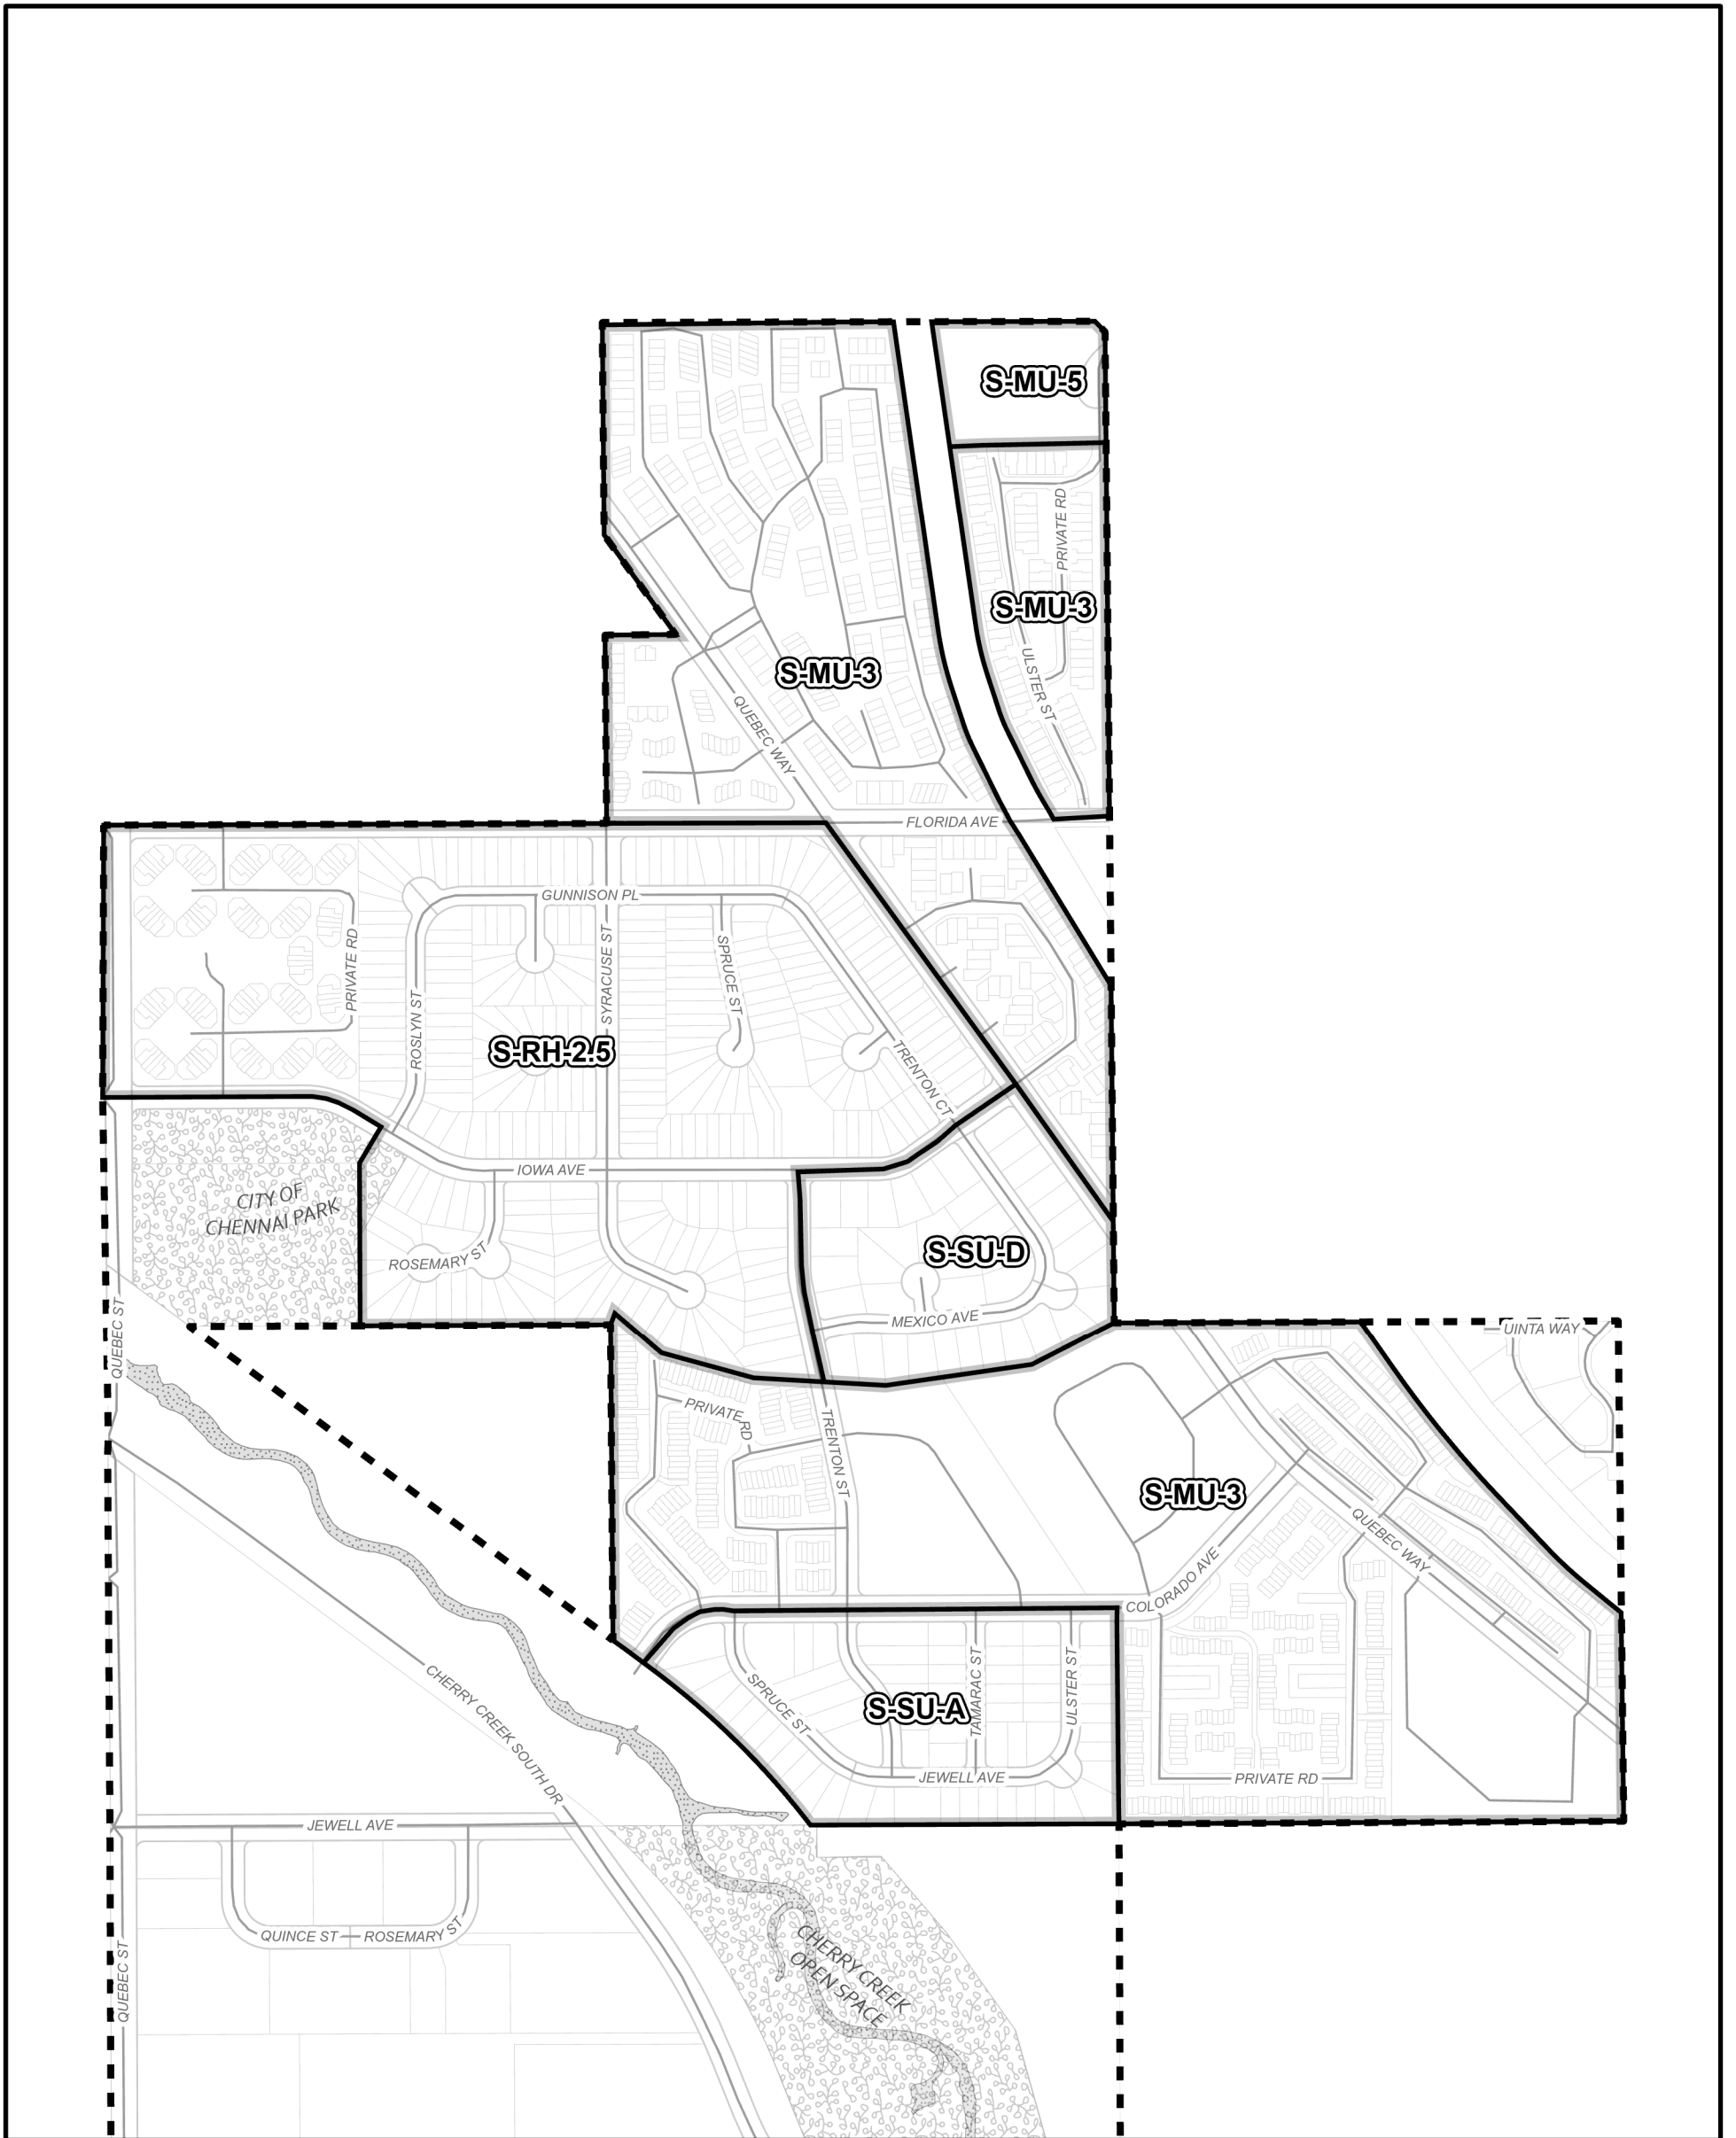 S-MU-5
PRIVATE RD
S-MU-3
ULSTER ST
S-MU-3
QUEBEC WAY
FLORIDA AVE
GUNNISON PL
PRIVATE RD
SYRACUSE ST
SPRUCE ST
ROSLYN ST
S-RH-2.5
TRENTON CT
IOWA AVE
CITY OF
CHENNAI PARK
ROSEMARY ST
S-SU-D
MEXICO AVE
QUEBEC ST
UINTA WAY
PRIVATE RD
TRENTON ST
S-MU-3
QUEBEC WAY
COLORADO AVE
CHERRY CREEK SOUTH DR
SPRUCE ST
S-SU-A
TAMARAC ST
ULSTER ST
JEWELL AVE
PRIVATE RD
JEWELL AVE
QUINCE ST
ROSEMARY ST
QUEBEC ST
CHERRY CREEK
OPEN SPACE